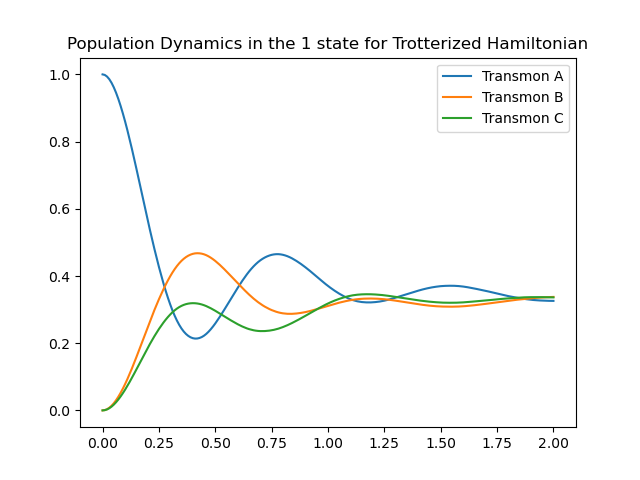 Population Dynamics in the 1 state for Trotterized Hamiltonian
Transmon A
Transmon B
Transmon C
1.0
0.8
0.6
0.4
0.2
0.0
0.00 0.25 0.50 0.75 1.00 1.25 1.50 1.75 2.00